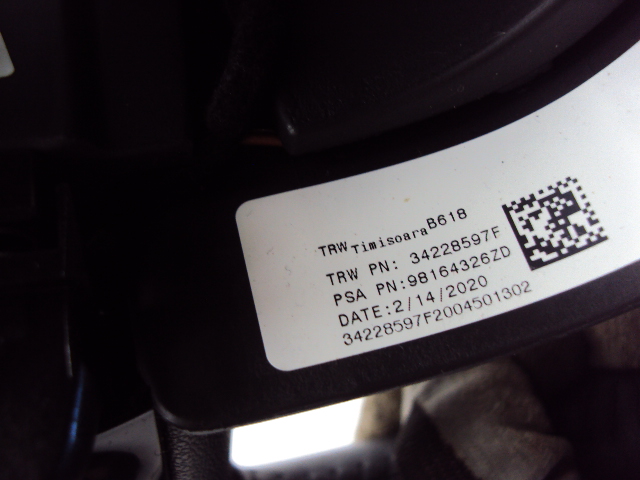 TRW Timisoara B618
TRW PN: 34228597F
PSA PN:98164326ZD
DATE:2/14/2020
34228597F2004501302